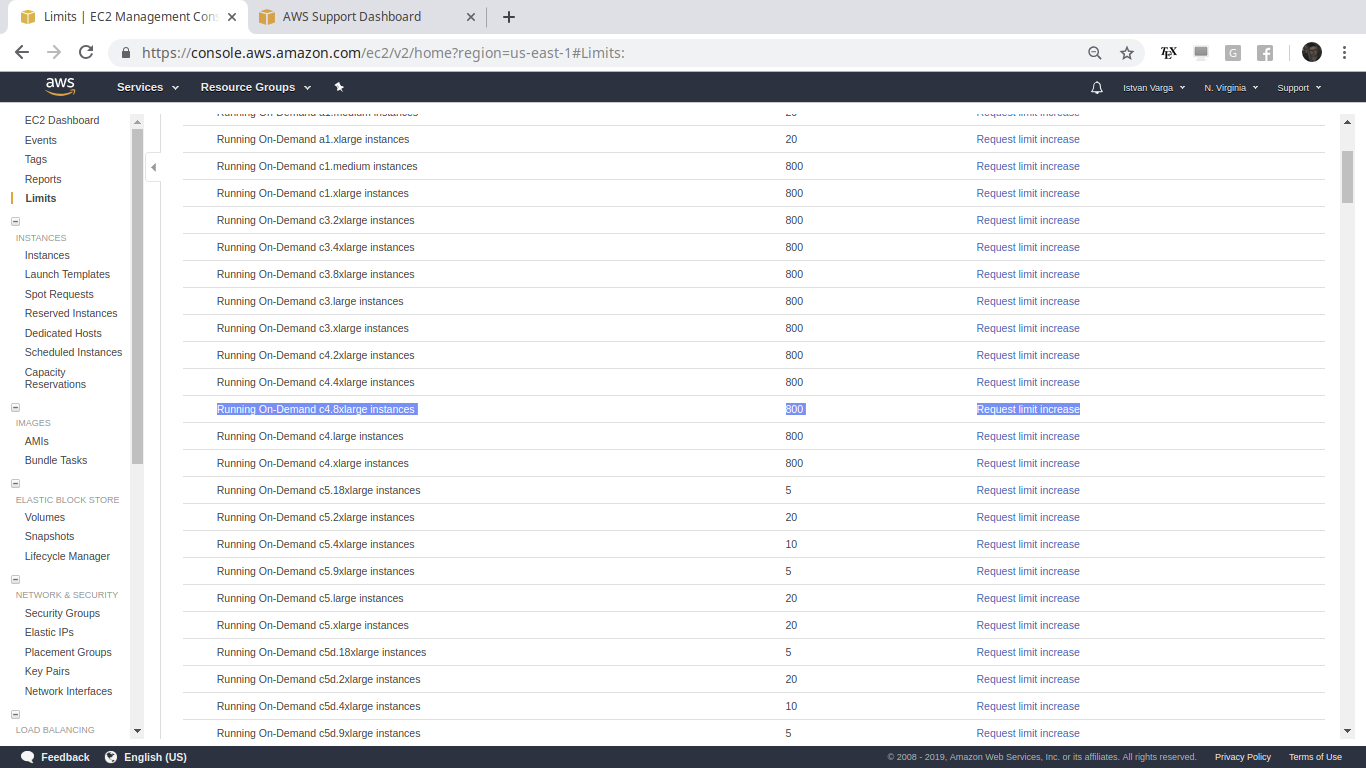 Limits | EC2 Management Con
AWS Support Dashboard
https://console.aws.amazon.com/ec2/v2/home?region=us-east-1#Limits:
aws
Services
Resource Groups
Istvan Varga
N. Virginia
Support
EC2 Dashboard
Events
Tags
Reports
Limits
INSTANCES
Instances
Launch Templates
Spot Requests
Reserved Instances
Dedicated Hosts
Scheduled Instances
Capacity
Reservations
IMAGES
AMIs
Bundle Tasks
ELASTIC BLOCK STORE
Volumes
Snapshots
Lifecycle Manager
NETWORK & SECURITY
Security Groups
Elastic IPs
Placement Groups
Key Pairs
Network Interfaces
LOAD BALANCING
Running On-Demand a1.medium instances 20 Request limit increase
Running On-Demand a1.xlarge instances 20 Request limit increase
Running On-Demand c1.medium instances 800 Request limit increase
Running On-Demand c1.xlarge instances 800 Request limit increase
Running On-Demand c3.2xlarge instances 800 Request limit increase
Running On-Demand c3.4xlarge instances 800 Request limit increase
Running On-Demand c3.8xlarge instances 800 Request limit increase
Running On-Demand c3.large instances 800 Request limit increase
Running On-Demand c3.xlarge instances 800 Request limit increase
Running On-Demand c4.2xlarge instances 800 Request limit increase
Running On-Demand c4.4xlarge instances 800 Request limit increase
Running On-Demand c4.8xlarge instances 800 Request limit increase
Running On-Demand c4.large instances 800 Request limit increase
Running On-Demand c4.xlarge instances 800 Request limit increase
Running On-Demand c5.18xlarge instances 5 Request limit increase
Running On-Demand c5.2xlarge instances 20 Request limit increase
Running On-Demand c5.4xlarge instances 10 Request limit increase
Running On-Demand c5.9xlarge instances 5 Request limit increase
Running On-Demand c5.large instances 20 Request limit increase
Running On-Demand c5.xlarge instances 20 Request limit increase
Running On-Demand c5d.18xlarge instances 5 Request limit increase
Running On-Demand c5d.2xlarge instances 20 Request limit increase
Running On-Demand c5d.4xlarge instances 10 Request limit increase
Running On-Demand c5d.9xlarge instances 5 Request limit increase
Feedback
English (US)
© 2008 - 2019, Amazon Web Services, Inc. or its affiliates. All rights reserved.
Privacy Policy
Terms of Use